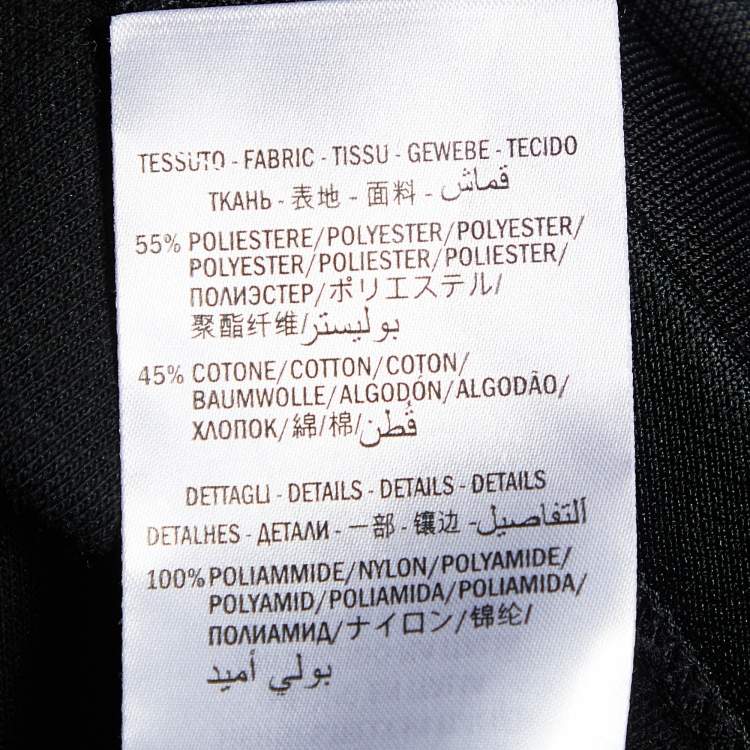 TESSUTO - FABRIC - TISSU - GEWEBE - TECIDO
ТКАНЬ - 表地 - 面料 - قماش
55% POLIESTERE/POLYESTER/POLYESTER/
POLYESTER/POLIESTER/POLIESTER/
ПОЛИЭСТЕР/ポリエステル/
聚酯纤维/بوليستر
45% COTONE/COTTON/COTON/
BAUMWOLLE/ALGODÓN/ALGODÃO/
ХЛОПОК/綿/棉/قُطن
DETTAGLI - DETAILS - DETAILS - DETAILS
DETALHES - ДЕТАЛИ - 一部 - 镶边 - التفاصيل
100% POLIAMMIDE/NYLON/POLYAMIDE/
POLYAMID/POLIAMIDA/POLIAMIDA/
ПОЛИАМИД/ナイロン/锦纶/
بولي أميد